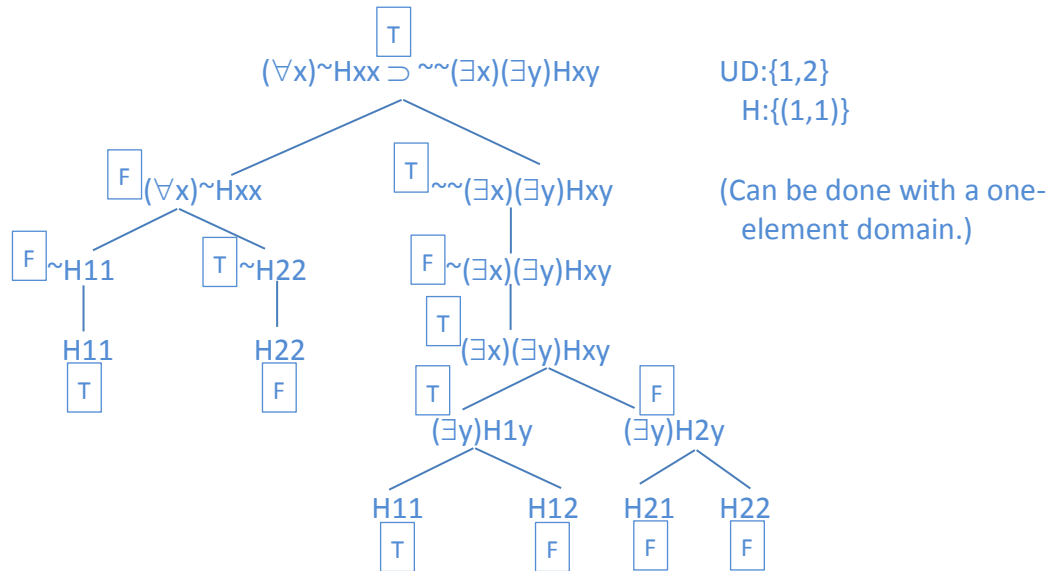 T
(∀x)~Hxx ⊃ ~~(∃x)(∃y)Hxy
UD:{1,2}
H:{(1,1)}
F (∀x)~Hxx
T ~~(∃x)(∃y)Hxy
(Can be done with a one-
element domain.)
F ~H11
T ~H22
F ~(∃x)(∃y)Hxy
H11
T
H22
F
T
(∃x)(∃y)Hxy
T
F
(∃y)H1y
(∃y)H2y
H11
H12
H21
H22
T
F
F
F